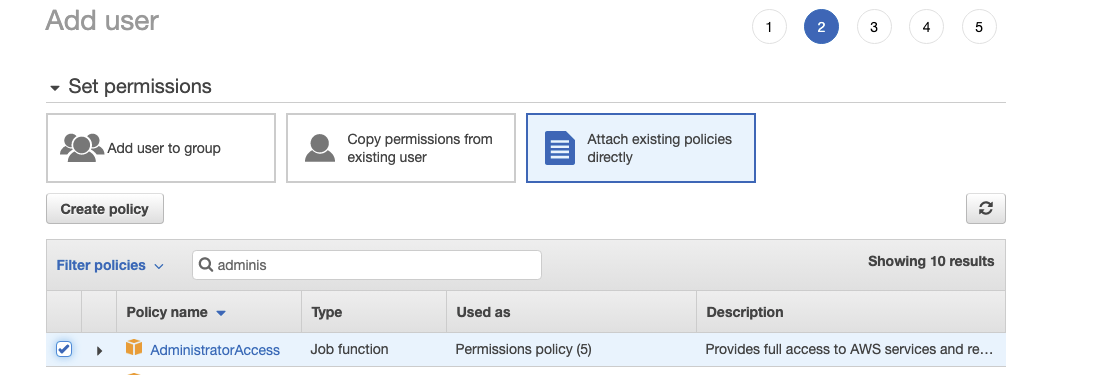 Add user
1 2 3 4 5
Set permissions
Add user to group
Copy permissions from
existing user
Attach existing policies
directly
Create policy
Filter policies
adminis
Showing 10 results
Policy name Type Used as Description
AdministratorAccess Job function Permissions policy (5) Provides full access to AWS services and re…